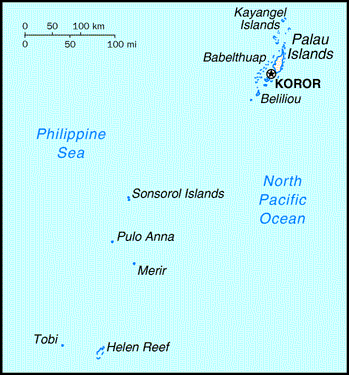 0 50 100 km
0 50 100 mi
Kayangel
Islands
Palau
Islands
Babelthuap
KOROR
Beliliou
Philippine
Sea
Sonsorol Islands
North
Pacific
Ocean
Pulo Anna
Merir
Tobi
Helen Reef